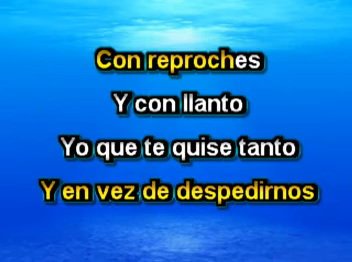 Con reproches
Y con llanto
Yo que te quise tanto
Y en vez de despedirnos